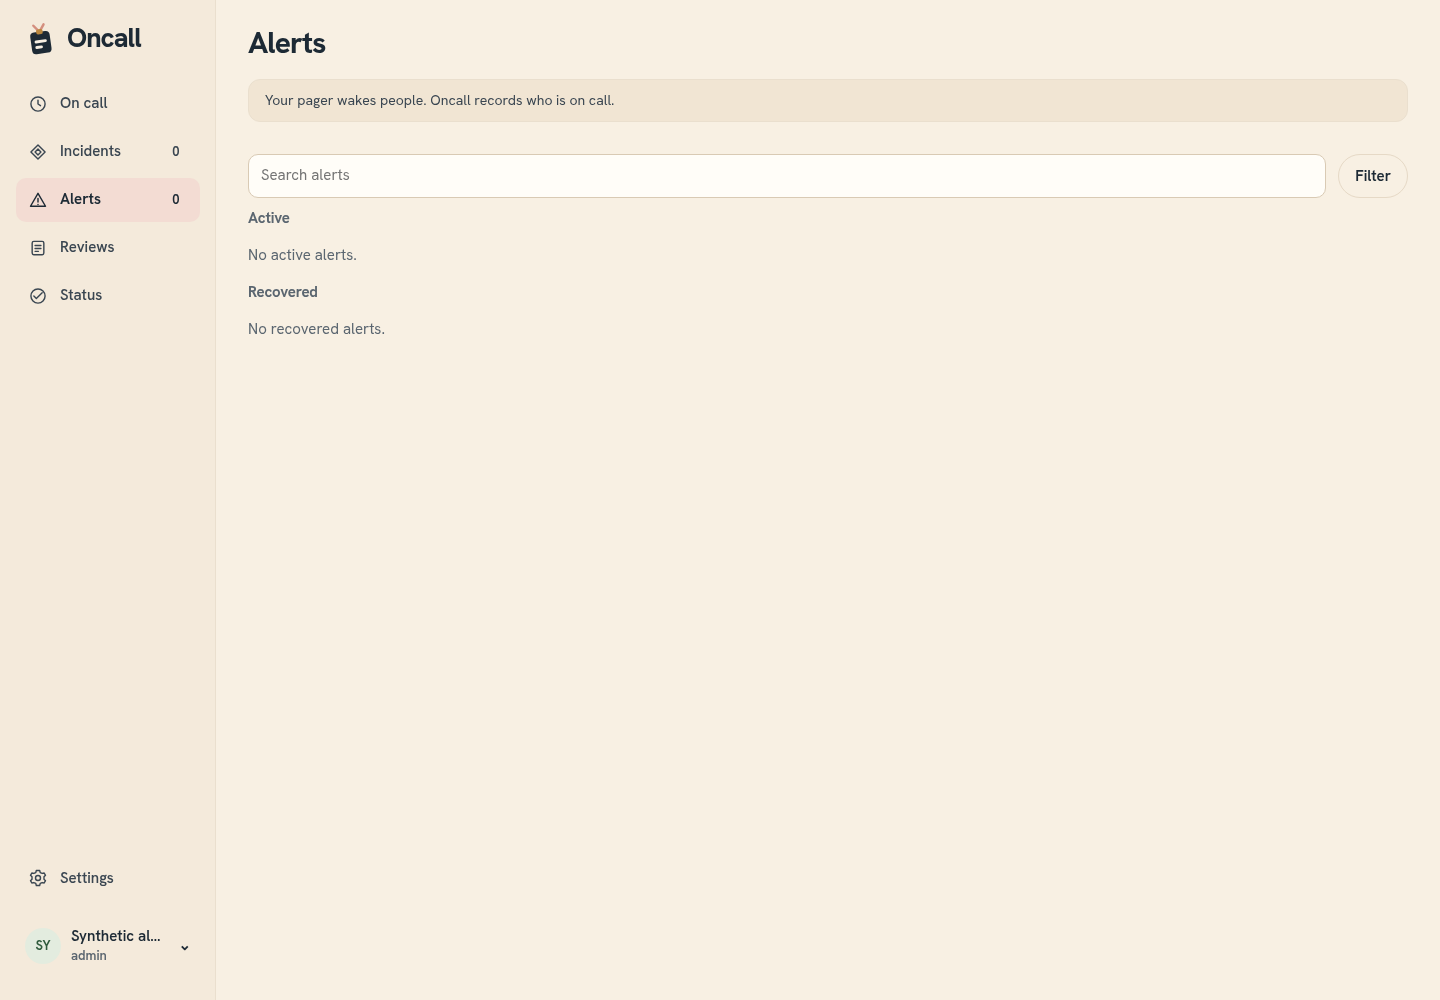 Oncall
On call
Incidents 0
Alerts 0
Reviews
Status
Settings
SY
Synthetic al...
admin
Alerts
Your pager wakes people. Oncall records who is on call.
Search alerts
Filter
Active
No active alerts.
Recovered
No recovered alerts.